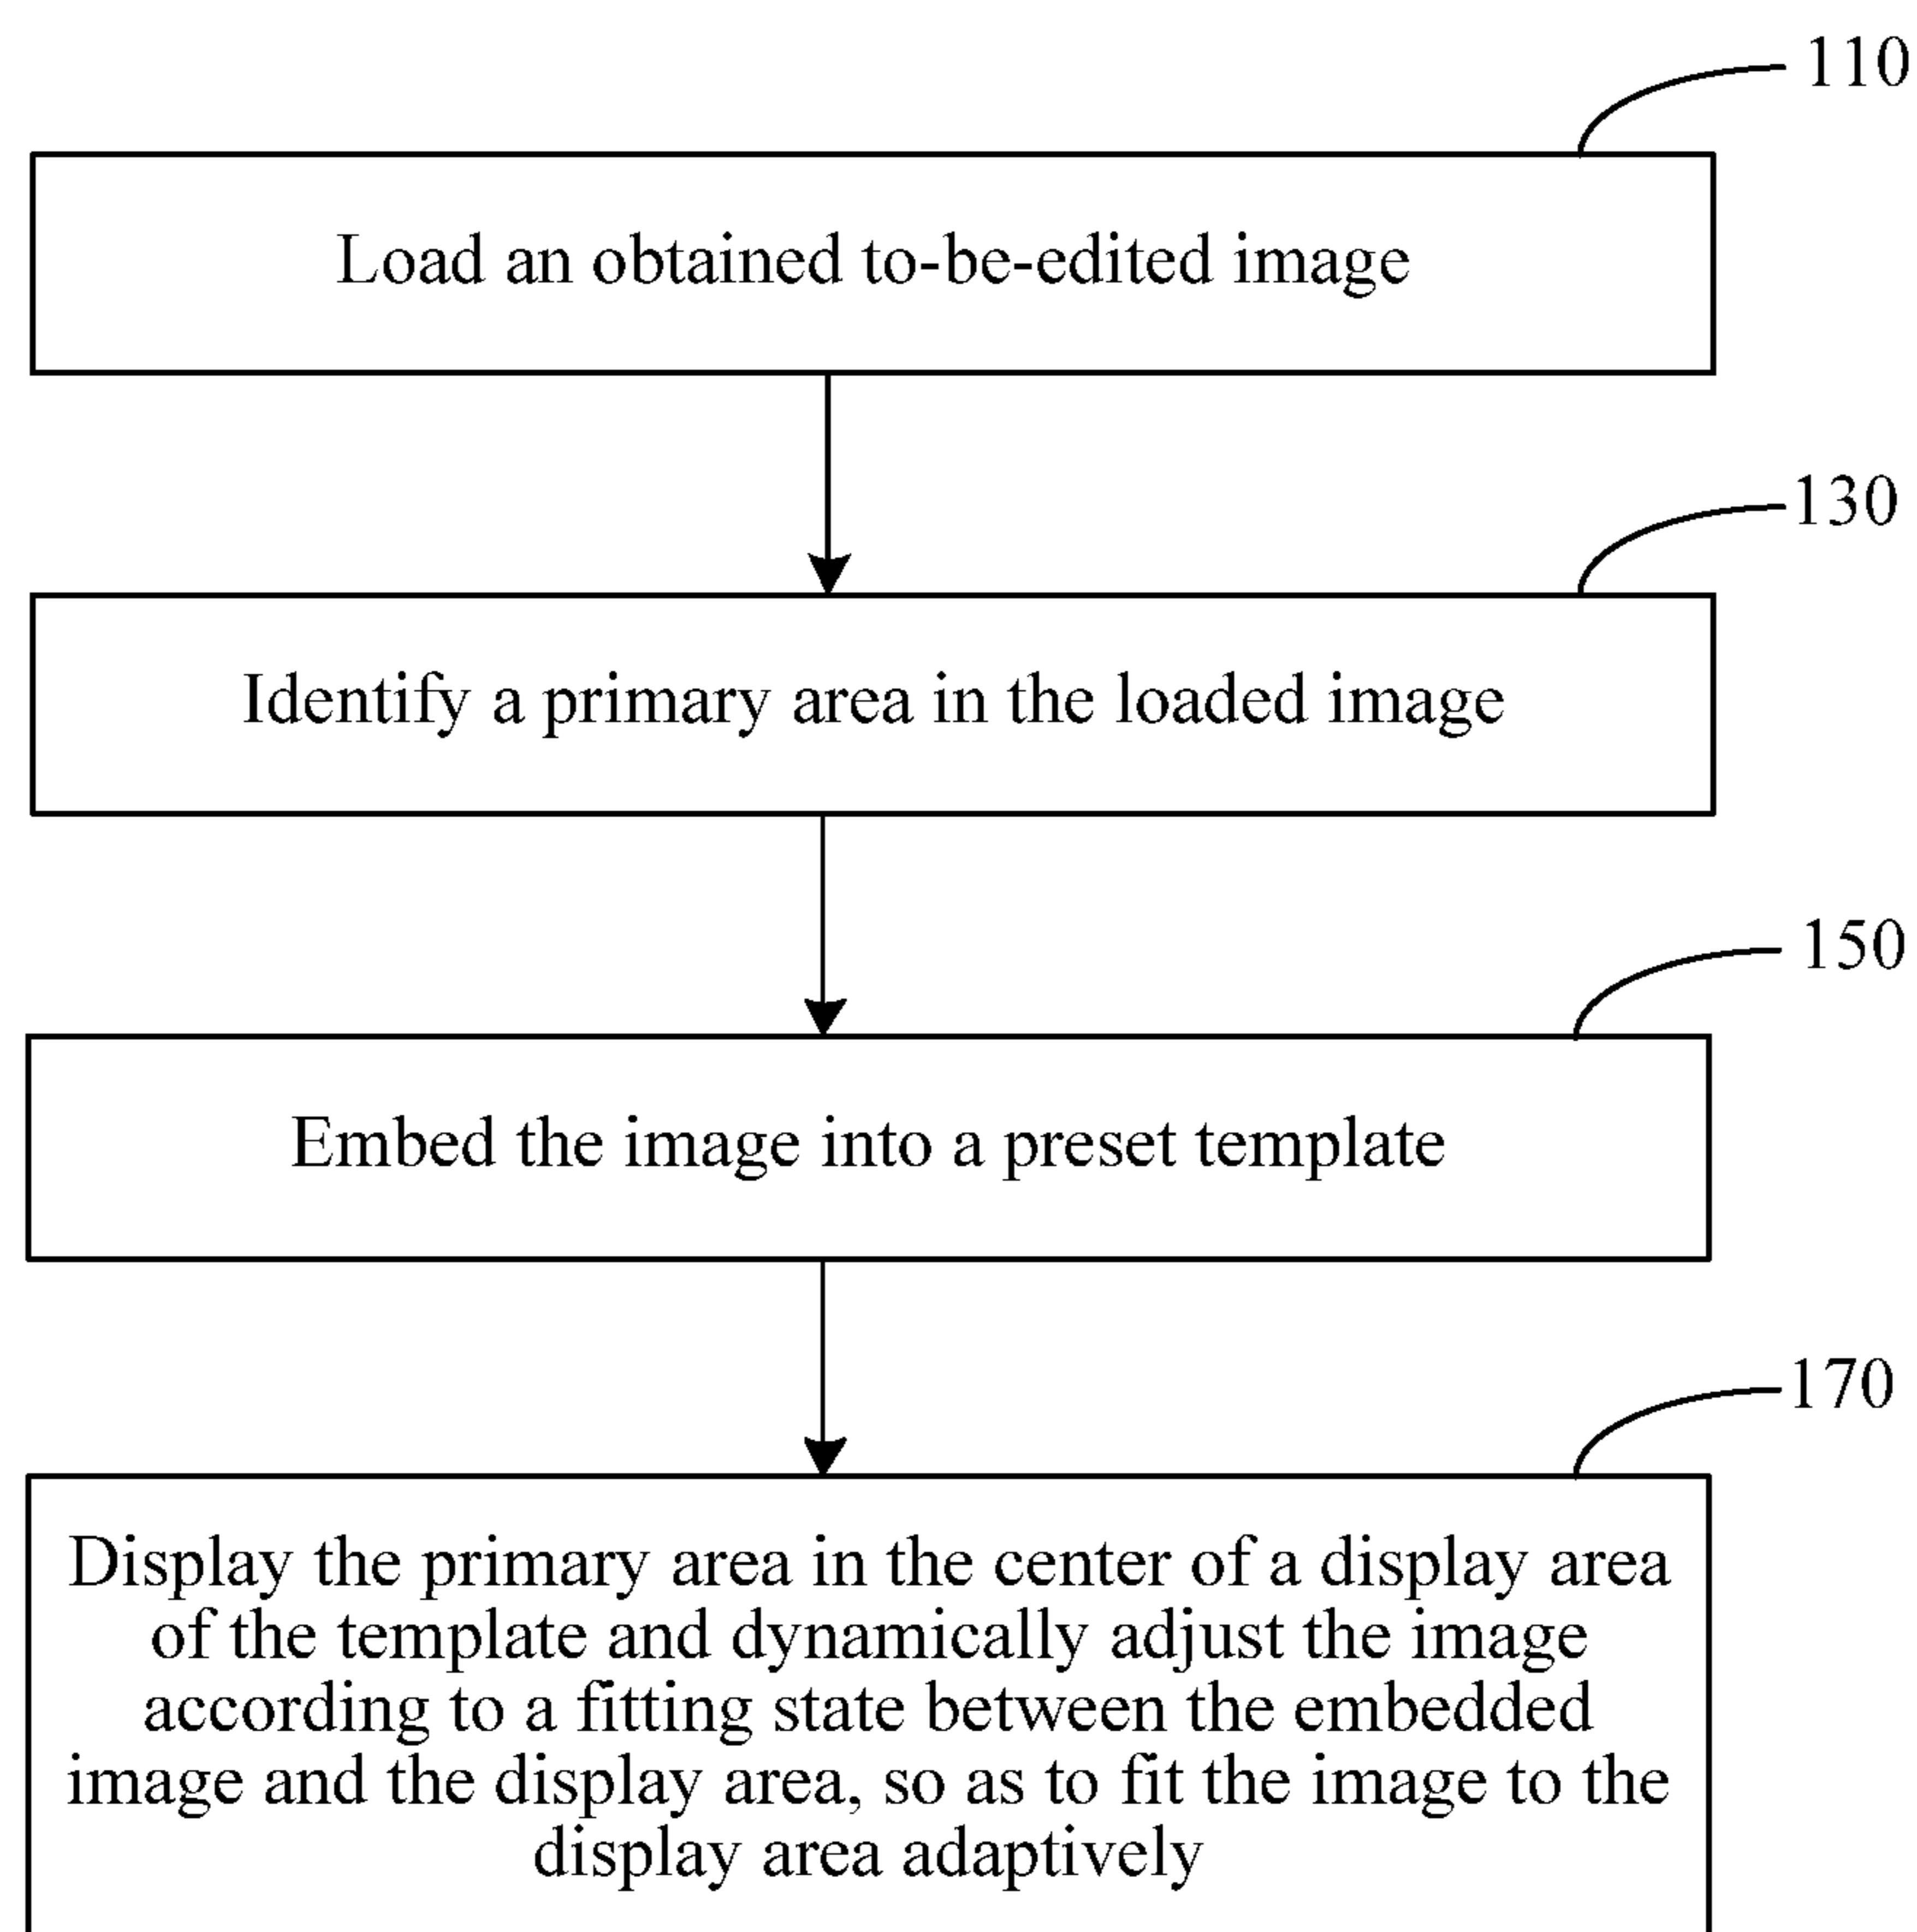 110
Load an obtained to-be-edited image
130
Identify a primary area in the loaded image
150
Embed the image into a preset template
170
Display the primary area in the center of a display area
of the template and dynamically adjust the image
according to a fitting state between the embedded
image and the display area, so as to fit the image to the
display area adaptively